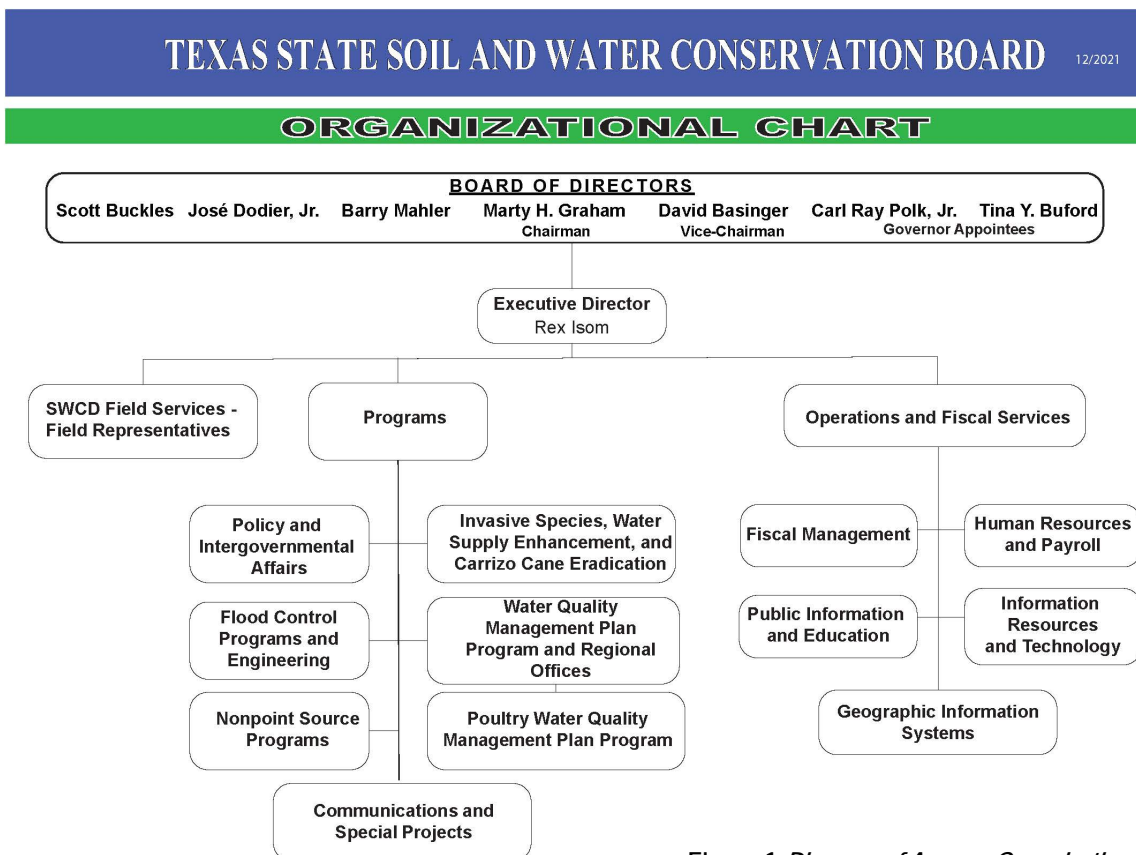 TEXAS STATE SOIL AND WATER CONSERVATION BOARD 12/2021
ORGANIZATIONAL CHART
BOARD OF DIRECTORS
Scott Buckles José Dodier, Jr. Barry Mahler Marty H. Graham David Basinger Carl Ray Polk, Jr. Tina Y. Buford
Chairman Vice-Chairman Governor Appointees
Executive Director
Rex Isom
SWCD Field Services -
Field Representatives
Programs
Operations and Fiscal Services
Policy and
Intergovernmental
Affairs
Invasive Species, Water
Supply Enhancement, and
Carrizo Cane Eradication
Flood Control
Programs and
Engineering
Water Quality
Management Plan
Program and Regional
Offices
Nonpoint Source
Programs
Poultry Water Quality
Management Plan Program
Communications and
Special Projects
Fiscal Management
Human Resources
and Payroll
Public Information
and Education
Information
Resources
and Technology
Geographic Information
Systems